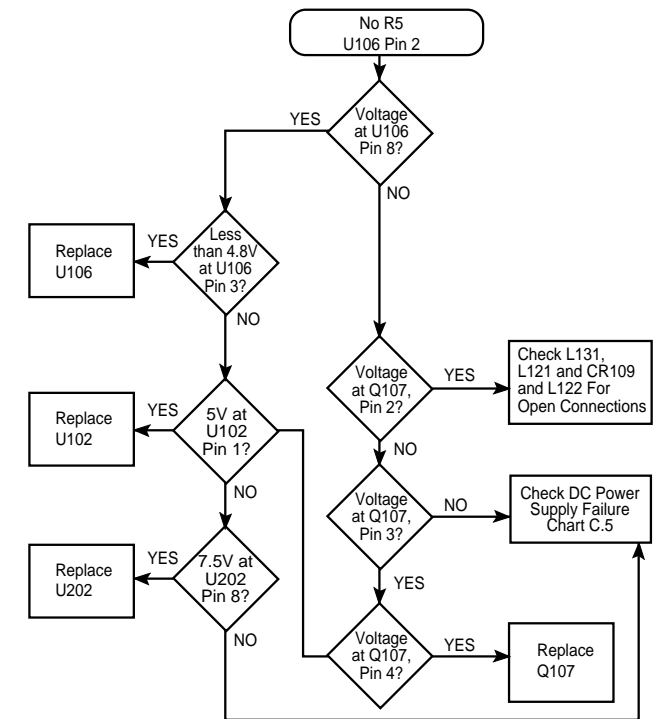 No R5
U106 Pin 2
Voltage
at U106
Pin 8?
YES
NO
Less
than 4.8V
at U106
Pin 3?
YES
NO
Replace
U106
Voltage
at Q107,
Pin 2?
YES
NO
Check L131,
L121 and CR109
and L122 For
Open Connections
5V at
U102
Pin 1?
YES
NO
Replace
U102
Voltage
at Q107,
Pin 3?
NO
YES
Check DC Power
Supply Failure
Chart C.5
7.5V at
U202
Pin 8?
YES
NO
Replace
U202
Voltage
at Q107,
Pin 4?
YES
Replace
Q107